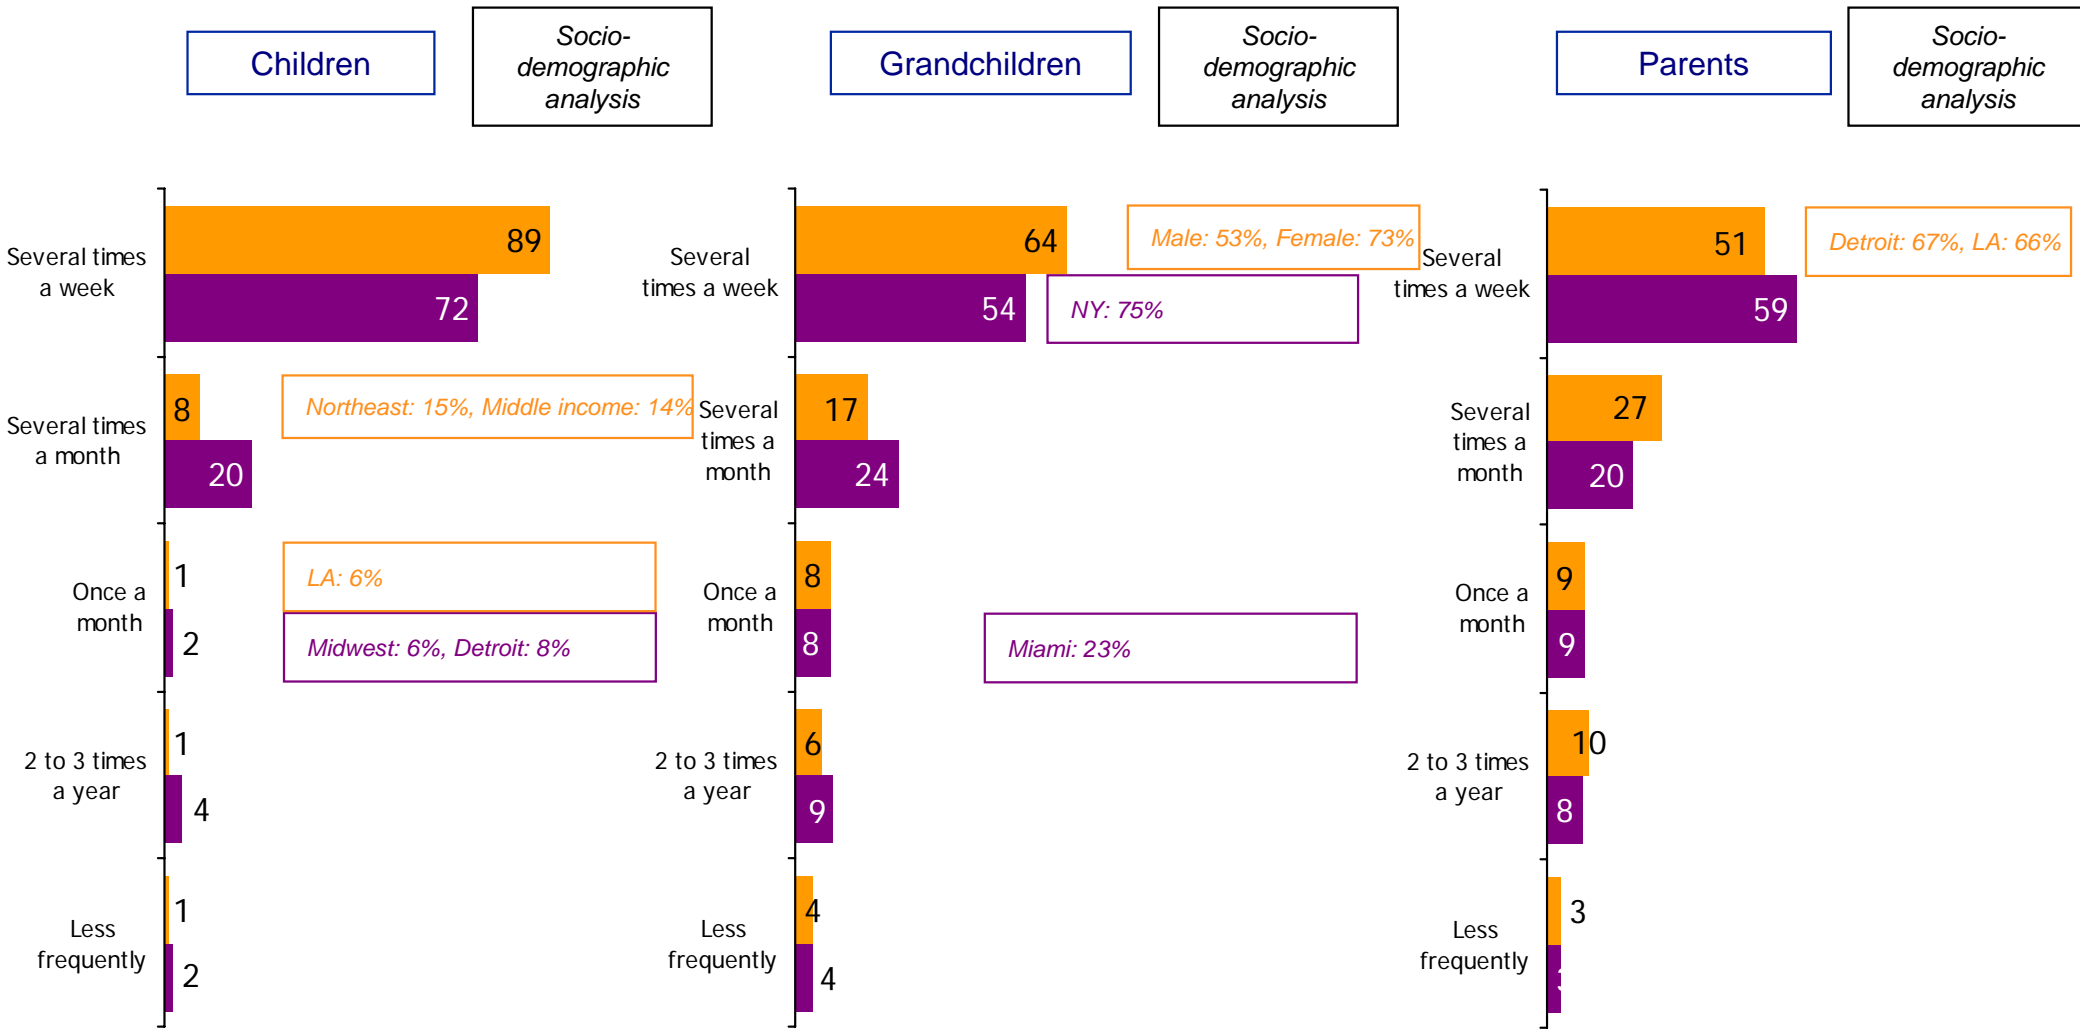 Children
Socio-
demographic
analysis
Grandchildren
Socio-
demographic
analysis
Parents
Socio-
demographic
analysis
Several times
a week
89
72
Several times
a month
8
20
Northeast: 15%, Middle income: 14%
Once a
month
1
2
LA: 6%
Midwest: 6%, Detroit: 8%
2 to 3 times
a year
1
4
Less
frequently
1
2
Several
times a week
64
54
Male: 53%, Female: 73%
NY: 75%
Several
times a
month
17
24
Once a
month
8
8
Miami: 23%
2 to 3 times
a year
6
9
Less
frequently
4
4
Several
times a week
51
59
Detroit: 67%, LA: 66%
Several
times a
month
27
20
Once a
month
9
9
2 to 3 times
a year
10
8
Less
frequently
3